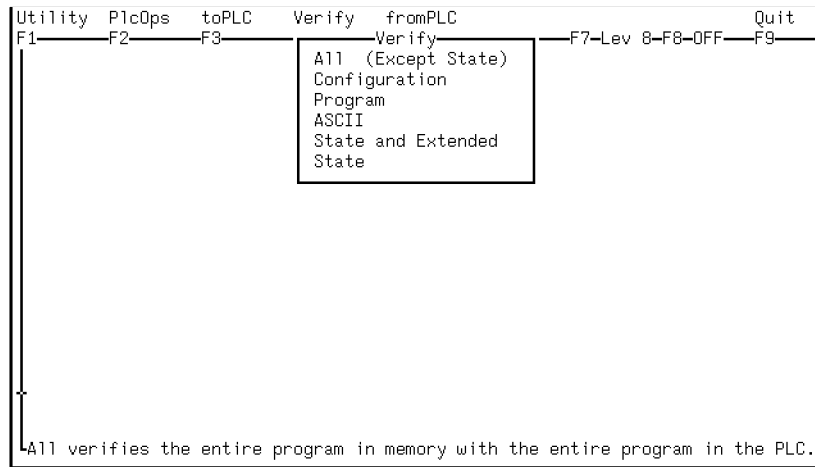 Utility PlcOps toPLC Verify fromPLC Quit
F1 F2 F3 Verify F7-Lev 8-F8-OFF F9
All (Except State)
Configuration
Program
ASCII
State and Extended
State
All verifies the entire program in memory with the entire program in the PLC.